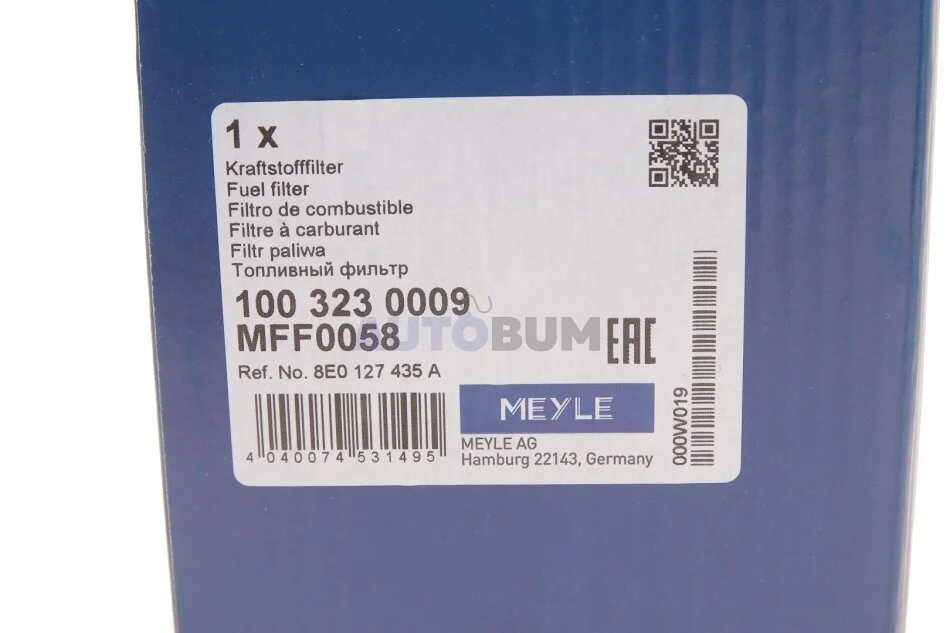 1 x
Kraftstofffilter
Fuel filter
Filtro de combustible
Filtre à carburant
Filtr paliwa
Топливный фильтр
100 323 0009
MFF0058
AUTOBUM
EAC
Ref. No. 8E0 127 435 A
MEYLE
MEYLE AG
Hamburg 22143, Germany
4 040074 531495
000W019